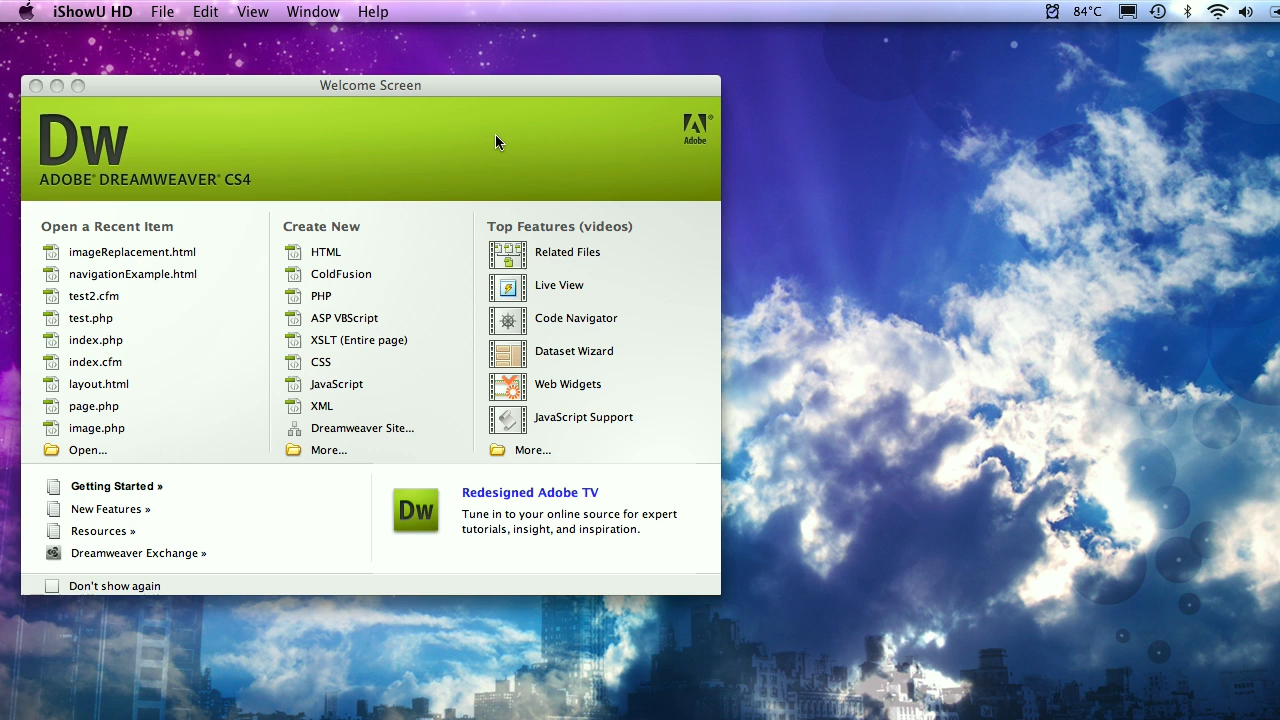 iShowU HD File Edit View Window Help 84°C
Welcome Screen
Dw
ADOBE® DREAMWEAVER® CS4
Adobe®
Open a Recent Item
imageReplacement.html
navigationExample.html
test2.cfm
test.php
index.php
index.cfm
layout.html
page.php
image.php
Open...
Create New
HTML
ColdFusion
PHP
ASP VBScript
XSLT (Entire page)
CSS
JavaScript
XML
Dreamweaver Site...
More...
Top Features (videos)
Related Files
Live View
Code Navigator
Dataset Wizard
Web Widgets
JavaScript Support
More...
Getting Started »
New Features »
Resources »
Dreamweaver Exchange »
Dw
Redesigned Adobe TV
Tune in to your online source for expert
tutorials, insight, and inspiration.
Don't show again